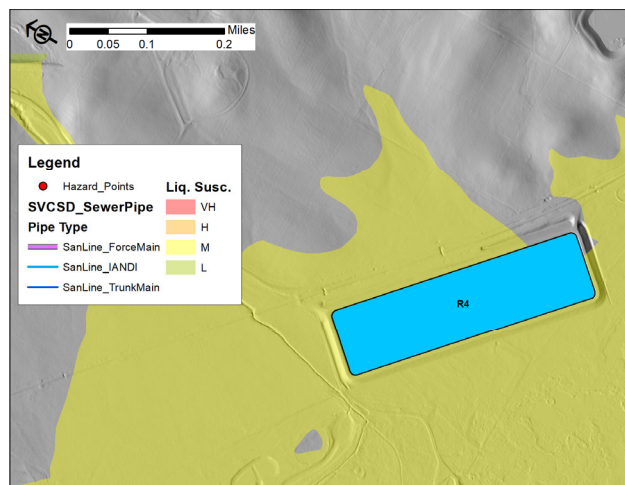 N
Miles
0 0.05 0.1 0.2
Legend
Hazard_Points
SVCSD_SewerPipe
Pipe Type
SanLine_ForceMain
SanLine_IANDI
SanLine_TrunkMain
Liq. Susc.
VH
H
M
L
R4